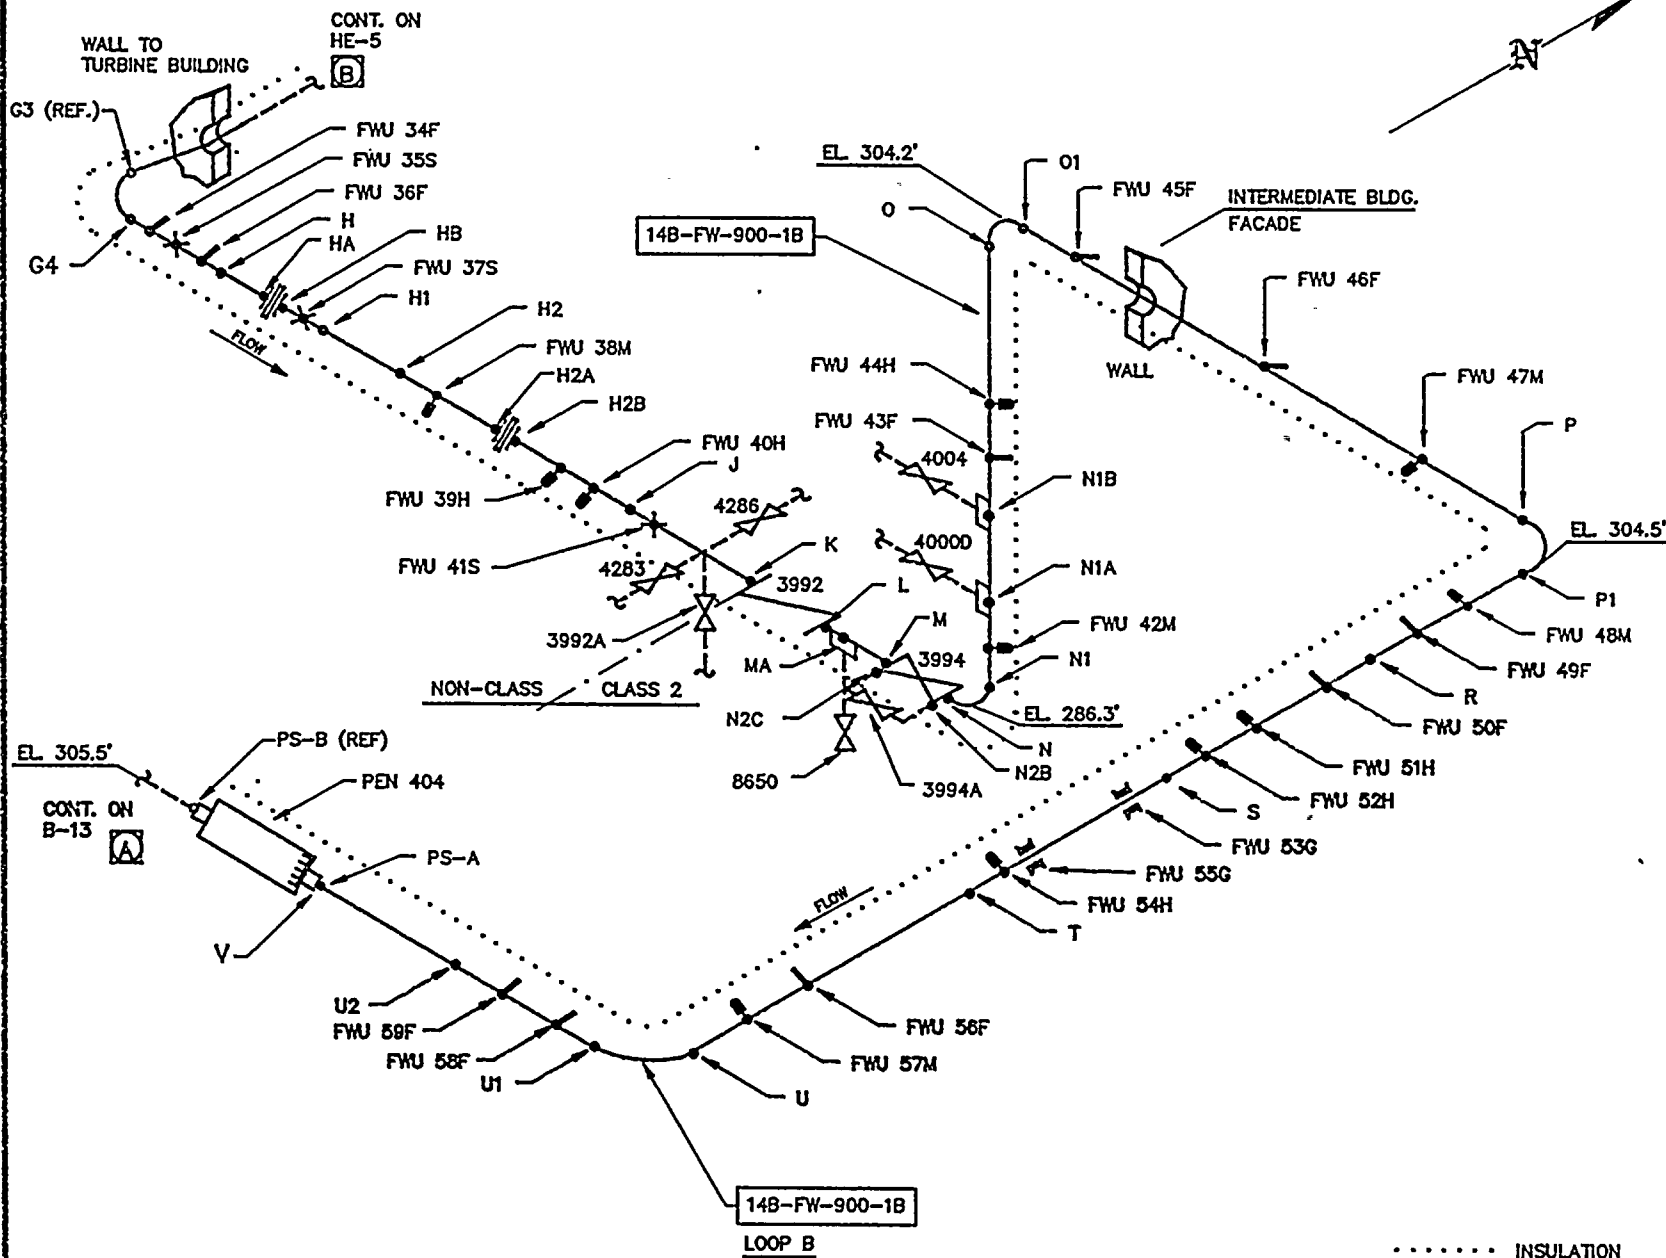 CONT. ON
HE-5
B
WALL TO
TURBINE BUILDING
G3 (REF.)
FWU 34F
FWU 35S
FWU 36F
H
HA
HB
FWU 37S
H1
G4
FLOW
H2
FWU 38M
H2A
H2B
FWU 40H
J
FWU 39H
4286
FWU 41S
4283
K
3992
L
3992A
M
MA
3994
NON-CLASS
CLASS 2
N2C
8650
3994A
N2B
N
EL. 286.3'
N1
FWU 42M
N1A
4000D
N1B
4004
FWU 43F
FWU 44H
14B-FW-900-1B
O
EL. 304.2'
O1
FWU 45F
INTERMEDIATE BLDG.
FACADE
N
WALL
FWU 46F
FWU 47M
P
EL. 304.5'
P1
FWU 48M
FWU 49F
R
FWU 50F
FWU 51H
FWU 52H
S
FWU 53G
FWU 55G
FWU 54H
T
FLOW
FWU 56F
FWU 57M
U
EL. 305.5'
PS-B (REF)
PEN 404
CONT. ON
B-13
A
PS-A
V
U2
FWU 59F
FWU 58F
U1
14B-FW-900-1B
LOOP B
INSULATION